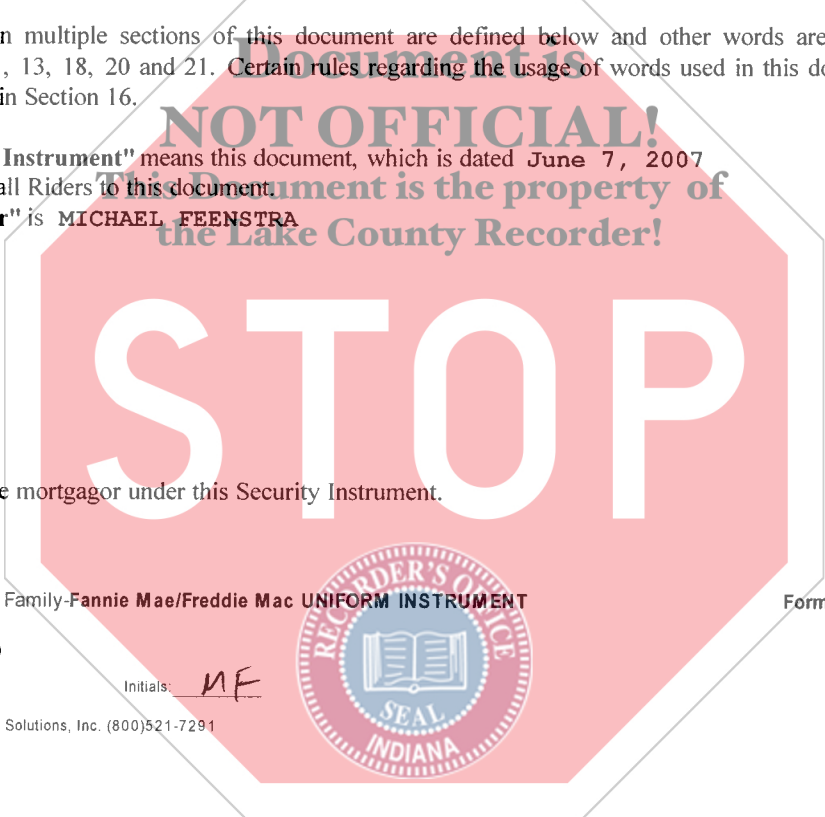 n multiple sections of this document are defined below and other words are
, 13, 18, 20 and 21. Certain rules regarding the usage of words used in this do
in Section 16.
Document is
NOT OFFICIAL!
This Document is the property of
the Lake County Recorder!
Instrument" means this document, which is dated June 7, 2007
all Riders to this document.
r" is MICHAEL FEENSTRA
STOP
e mortgagor under this Security Instrument.
Family-Fannie Mae/Freddie Mac UNIFORM INSTRUMENT
Form
Initials: MF
Solutions, Inc. (800)521-7291
RECORDER'S OFFICE
SEAL
INDIANA